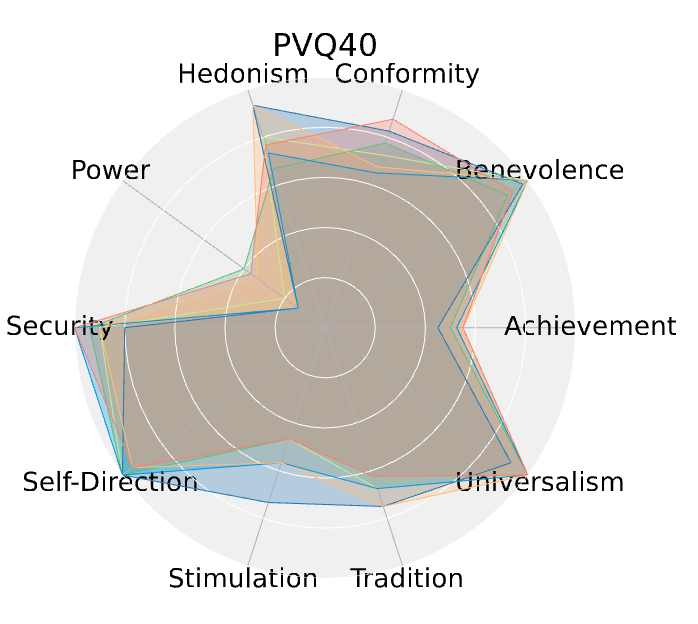 PVQ40
Hedonism
Conformity
Power
Benevolence
Security
Achievement
Self-Direction
Universalism
Stimulation
Tradition